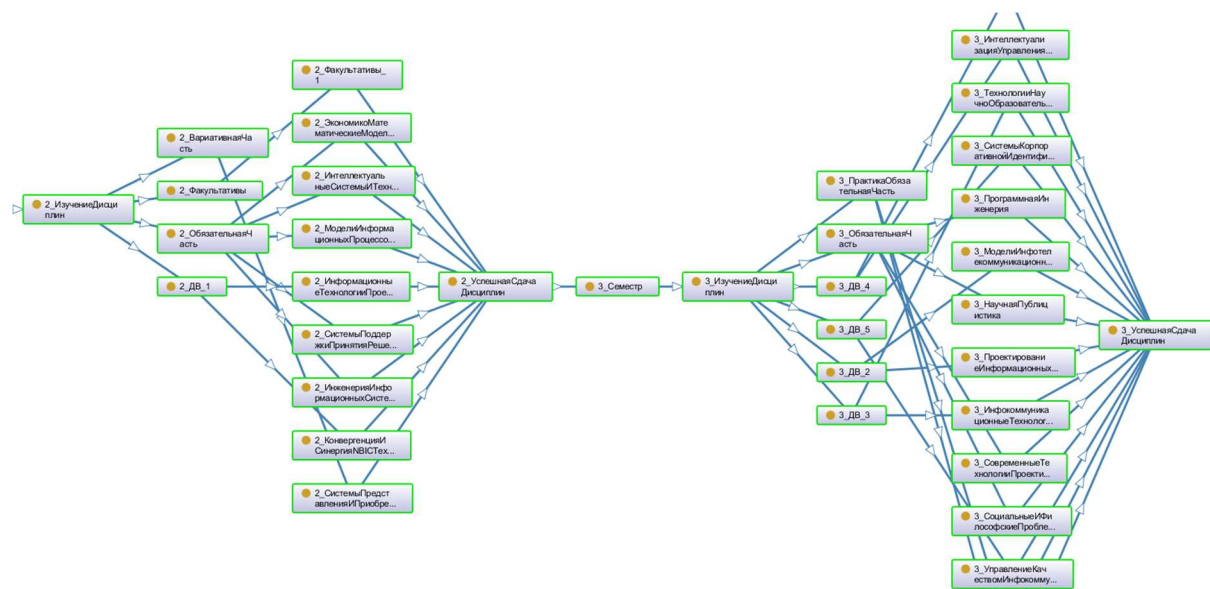 2_ИзучениеДисци
плин
2_ВариативнаяЧа
сть
2_Факультативы
2_ОбязательнаяЧ
асть
2_ДВ_1
2_Факультативы_
1
2_ЭкономикоМате
матическиеМодел...
2_Интеллектуаль
ныеСистемыИТехн...
2_МоделиИнформ
ационныхПроцессо...
2_Информационны
еТехнологииПрое...
2_СистемыПоддер
жкиПринятияРеше...
2_ИнженерияИнфо
рмационныхСисте...
2_КонвергенцияИ
СинергияNBICТех...
2_СистемыПредст
авленияИПриобре...
2_УспешнаяСдача
Дисциплин
3_Семестр
3_ИзучениеДисци
плин
3_ПрактикаОбяза
тельнаяЧасть
3_ОбязательнаяЧ
асть
3_ДВ_4
3_ДВ_5
3_ДВ_2
3_ДВ_3
3_Интеллектуали
зацияУправления...
3_ТехнологииНау
чноОбразователь...
3_СистемыКорпор
ативнойИдентифи...
3_ПрограммнаяИн
женерия
3_МоделиИнфотел
екоммуникационн...
3_НаучнаяПублиц
истика
3_Проектировани
еИнформационных...
3_Инфокоммуника
ционныеТехнолог...
3_СовременныеТе
хнологииПроекти...
3_СоциальныеИФи
лософскиеПробле...
3_УправлениеКач
ествомИнфокомму...
3_УспешнаяСдача
Дисциплин